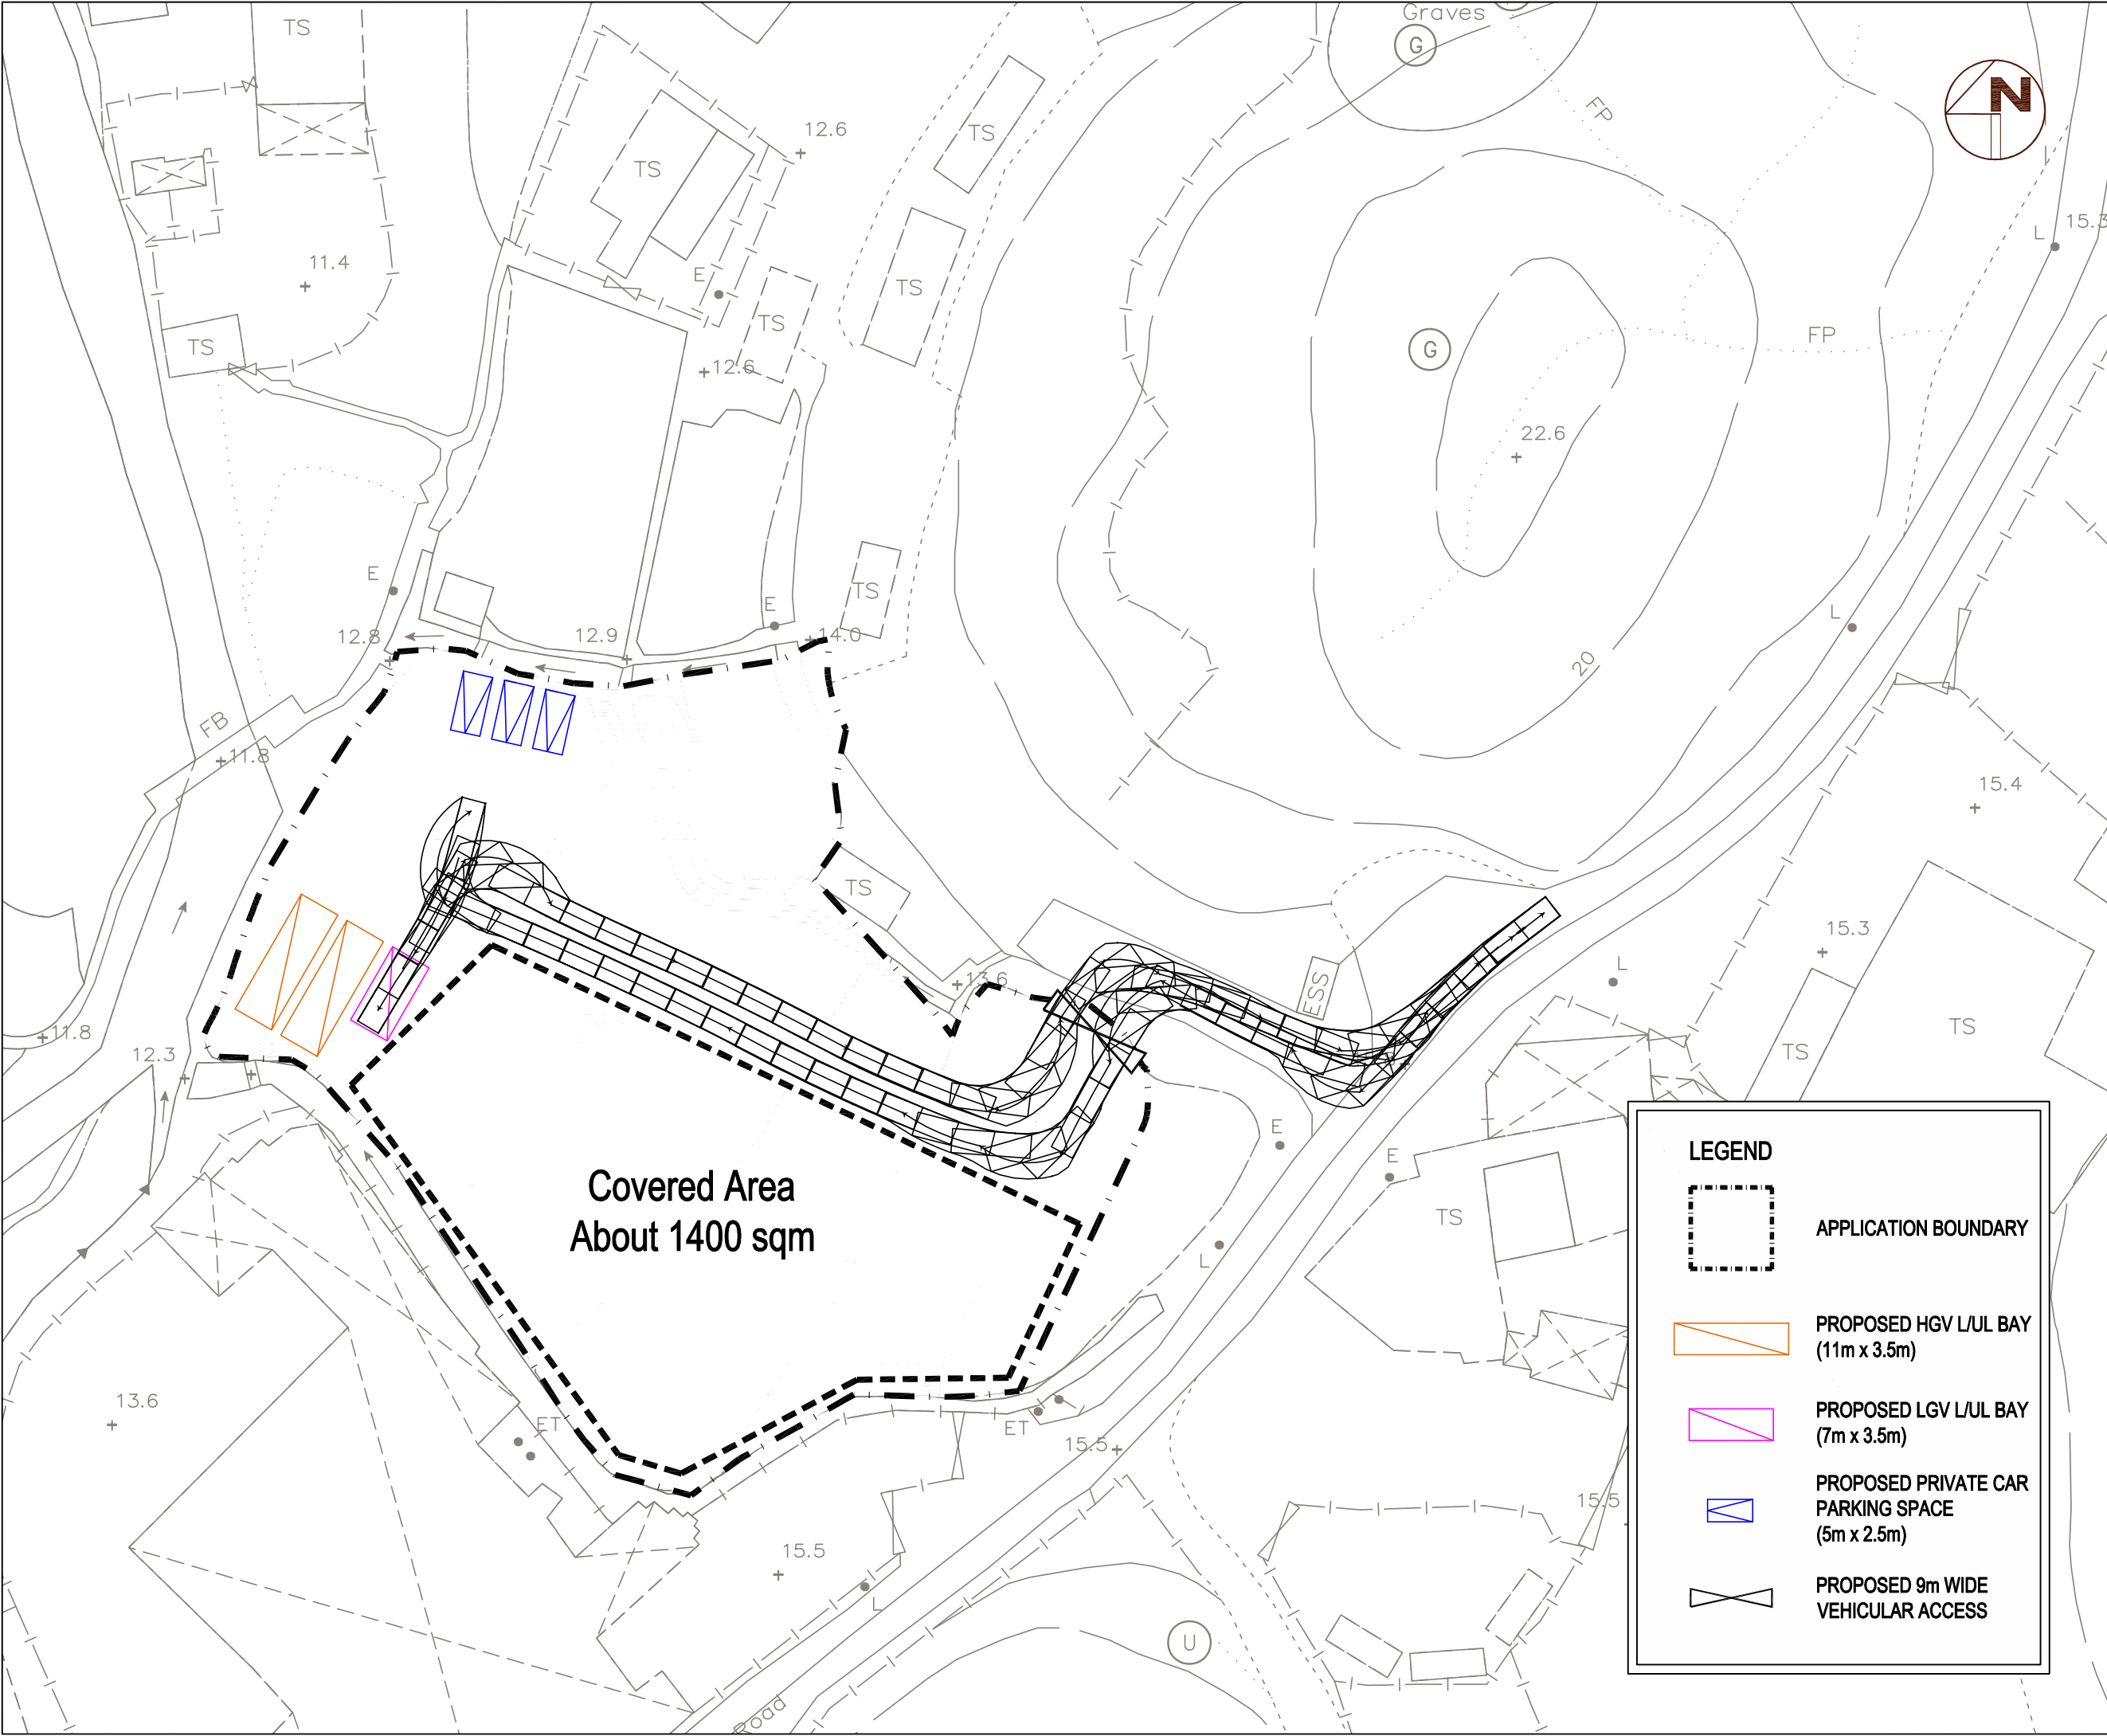 Graves
G
TS
N
FP
12.6
TS
TS
15.3
L
TS
11.4
E
TS
TS
TS
12.6
G
FP
22.6
E
TS
E
L
12.8
12.9
14.0
20
FB
11.8
15.4
TS
13.6
15.3
L
ESS
11.8
12.3
TS
TS
E
E
Covered Area
About 1400 sqm
TS
L
13.6
ET
ET
15.5
15.5
15.5
L
U
Road
LEGEND
APPLICATION BOUNDARY
PROPOSED HGV L/UL BAY
(11m x 3.5m)
PROPOSED LGV L/UL BAY
(7m x 3.5m)
PROPOSED PRIVATE CAR
PARKING SPACE
(5m x 2.5m)
PROPOSED 9m WIDE
VEHICULAR ACCESS